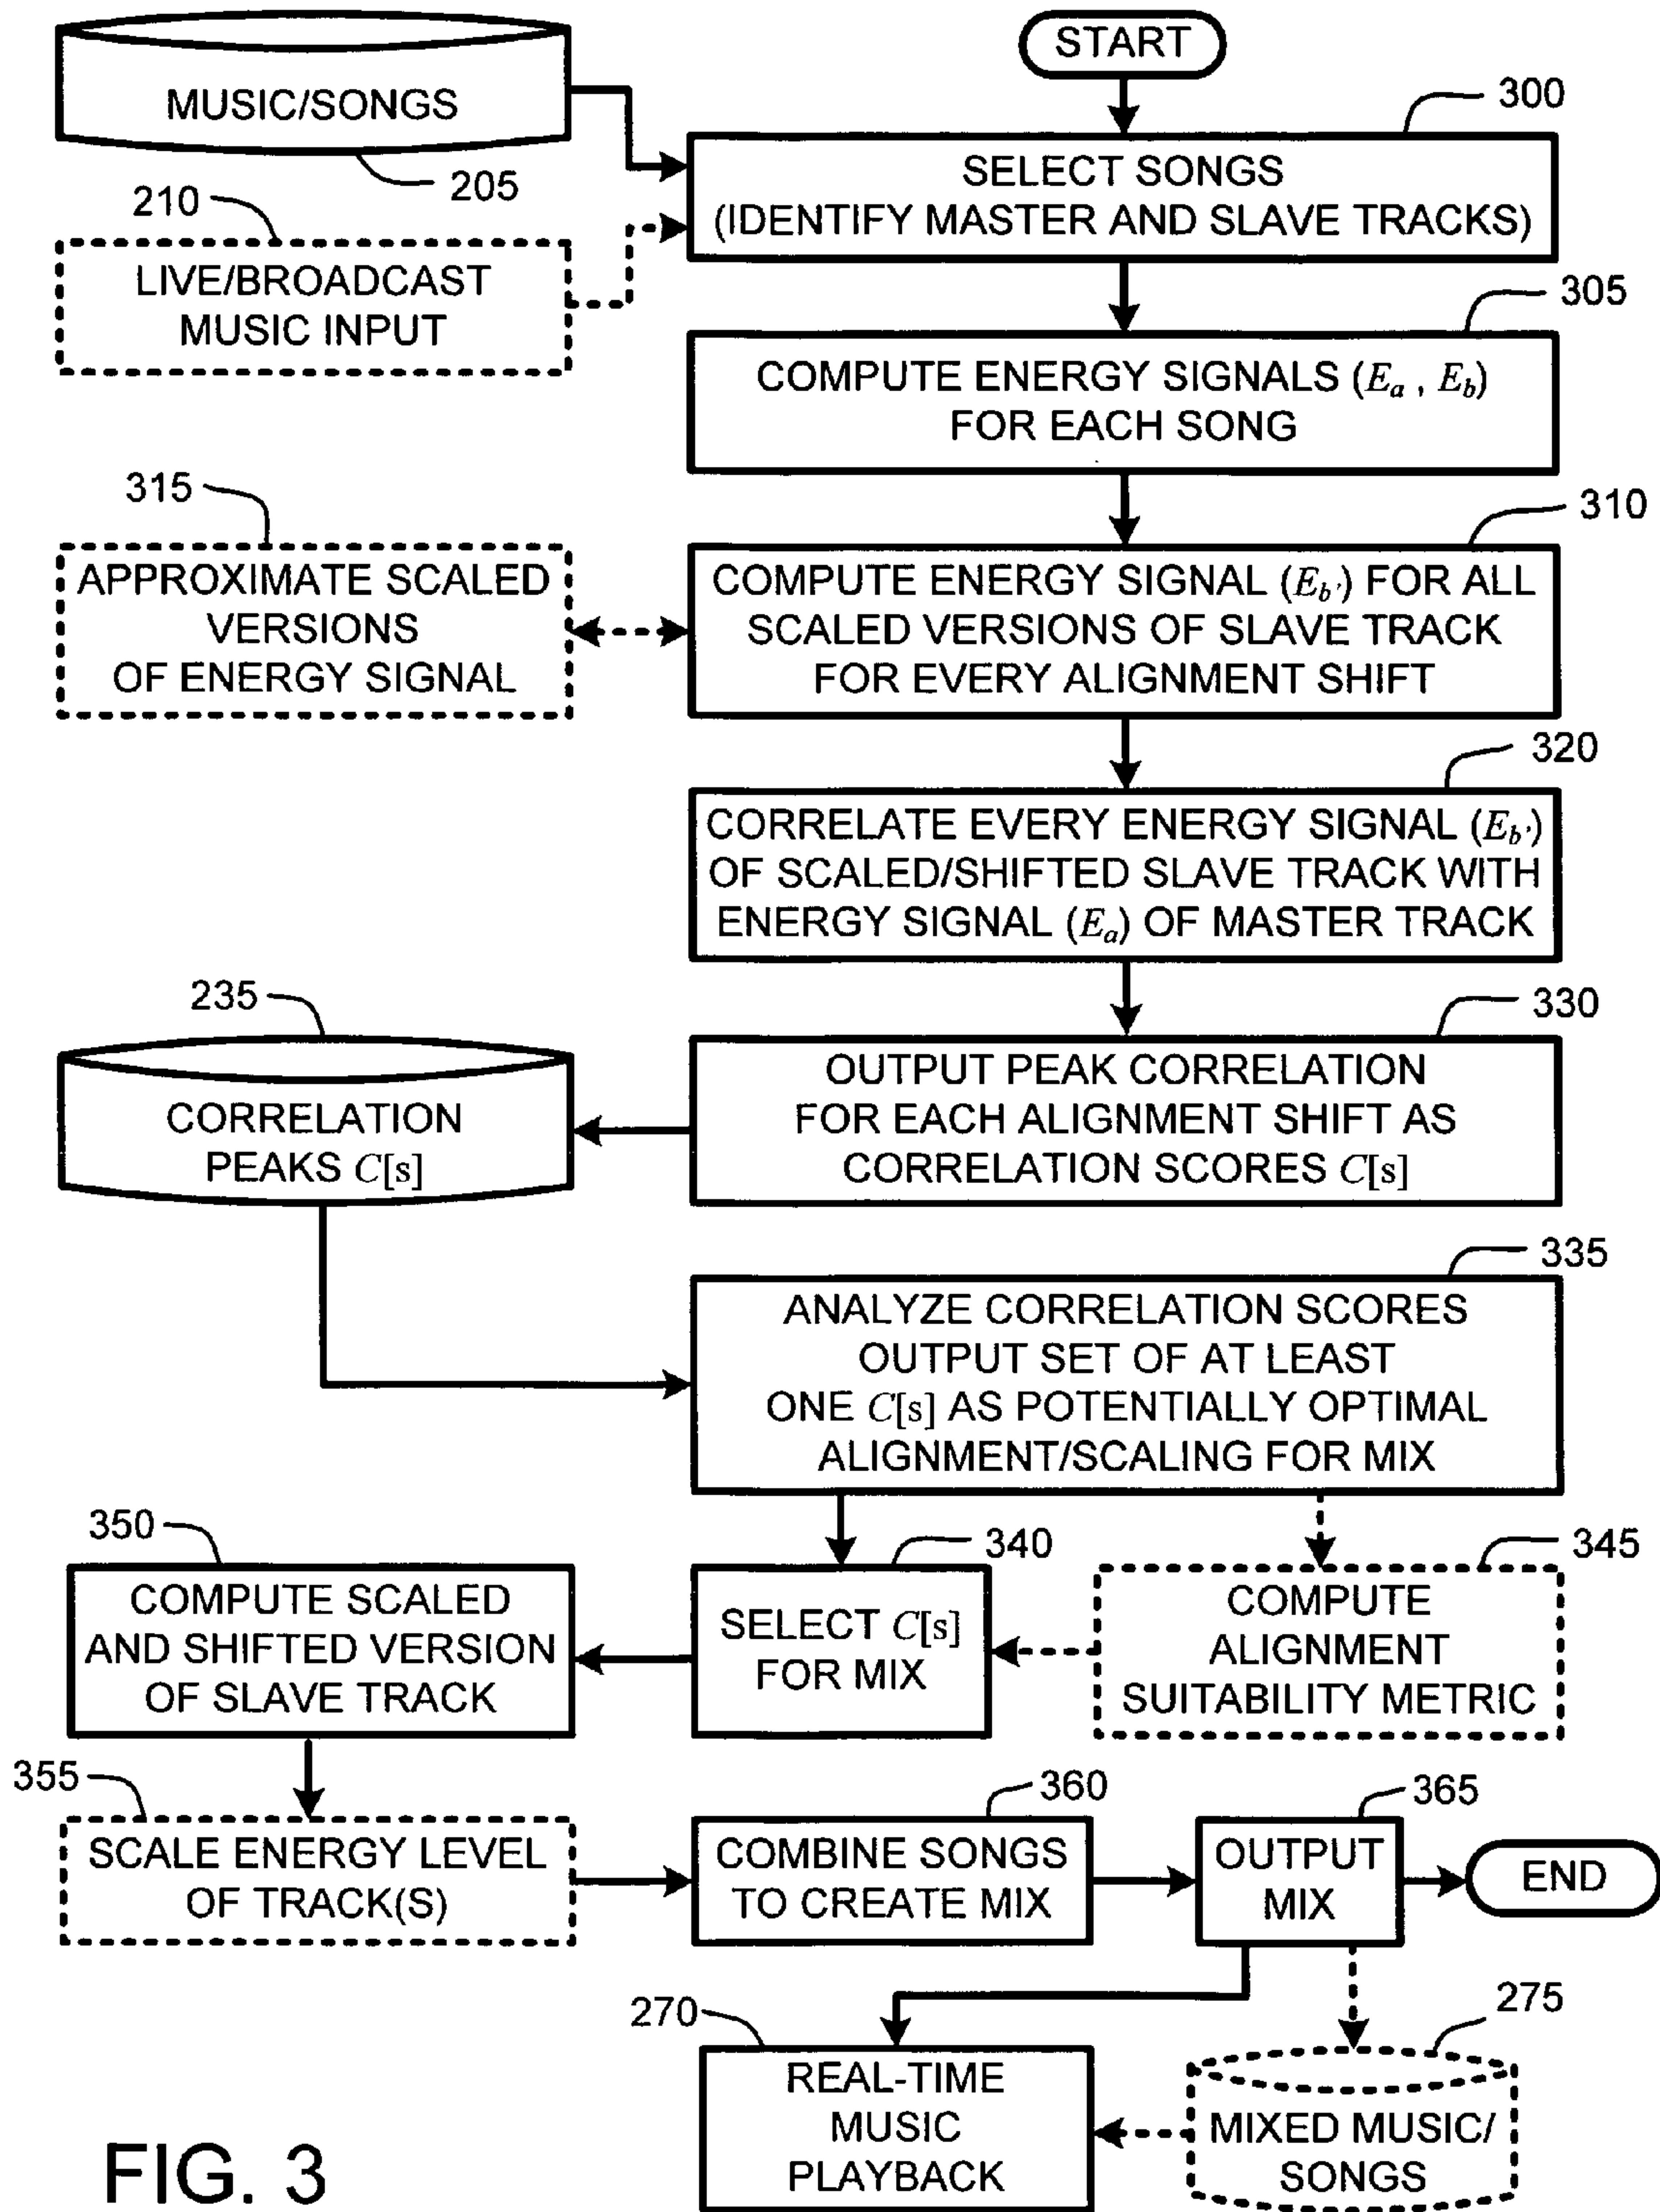 START
MUSIC/SONGS
300
205
SELECT SONGS
(IDENTIFY MASTER AND SLAVE TRACKS)
210
LIVE/BROADCAST
MUSIC INPUT
305
COMPUTE ENERGY SIGNALS (Ea , Eb)
FOR EACH SONG
315
310
APPROXIMATE SCALED
VERSIONS
OF ENERGY SIGNAL
COMPUTE ENERGY SIGNAL (Eb') FOR ALL
SCALED VERSIONS OF SLAVE TRACK
FOR EVERY ALIGNMENT SHIFT
320
CORRELATE EVERY ENERGY SIGNAL (Eb')
OF SCALED/SHIFTED SLAVE TRACK WITH
ENERGY SIGNAL (Ea) OF MASTER TRACK
235
330
CORRELATION
PEAKS C[s]
OUTPUT PEAK CORRELATION
FOR EACH ALIGNMENT SHIFT AS
CORRELATION SCORES C[s]
335
ANALYZE CORRELATION SCORES
OUTPUT SET OF AT LEAST
ONE C[s] AS POTENTIALLY OPTIMAL
ALIGNMENT/SCALING FOR MIX
350
340
345
COMPUTE SCALED
AND SHIFTED VERSION
OF SLAVE TRACK
SELECT C[s]
FOR MIX
COMPUTE
ALIGNMENT
SUITABILITY METRIC
355
360
365
SCALE ENERGY LEVEL
OF TRACK(S)
COMBINE SONGS
TO CREATE MIX
OUTPUT
MIX
END
270
275
REAL-TIME
MUSIC
PLAYBACK
MIXED MUSIC/
SONGS
FIG. 3